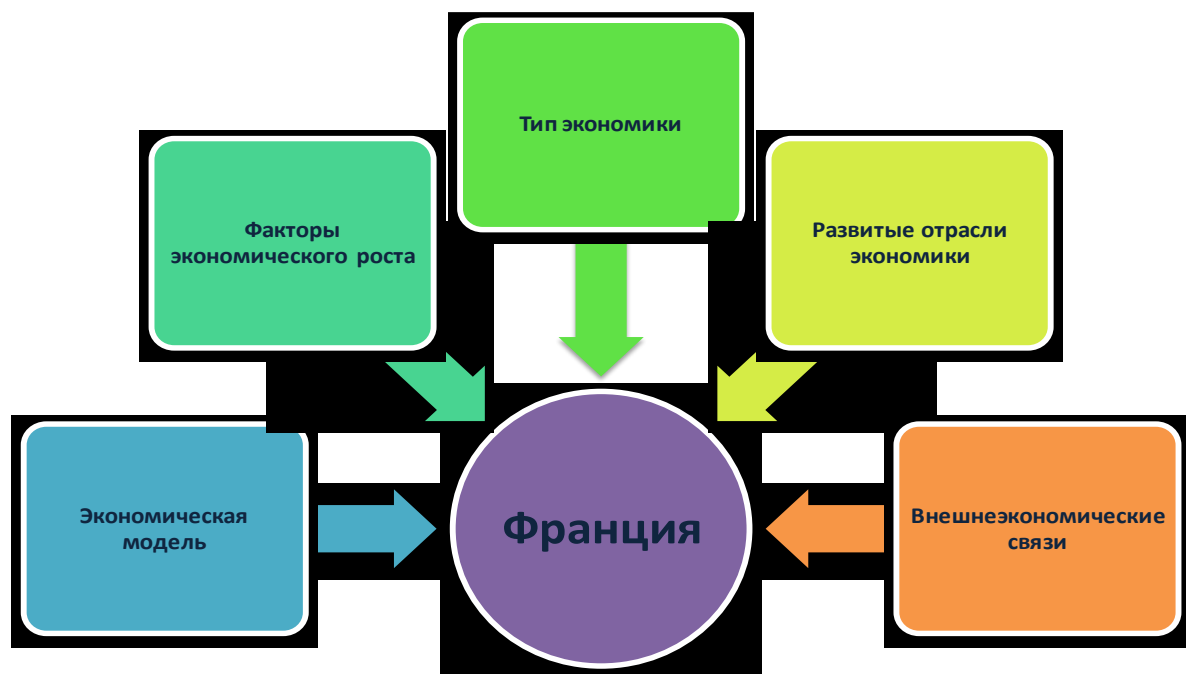 Тип экономики
Факторы
экономического роста
Развитые отрасли
экономики
Экономическая
модель
Франция
Внешнеэкономические
связи